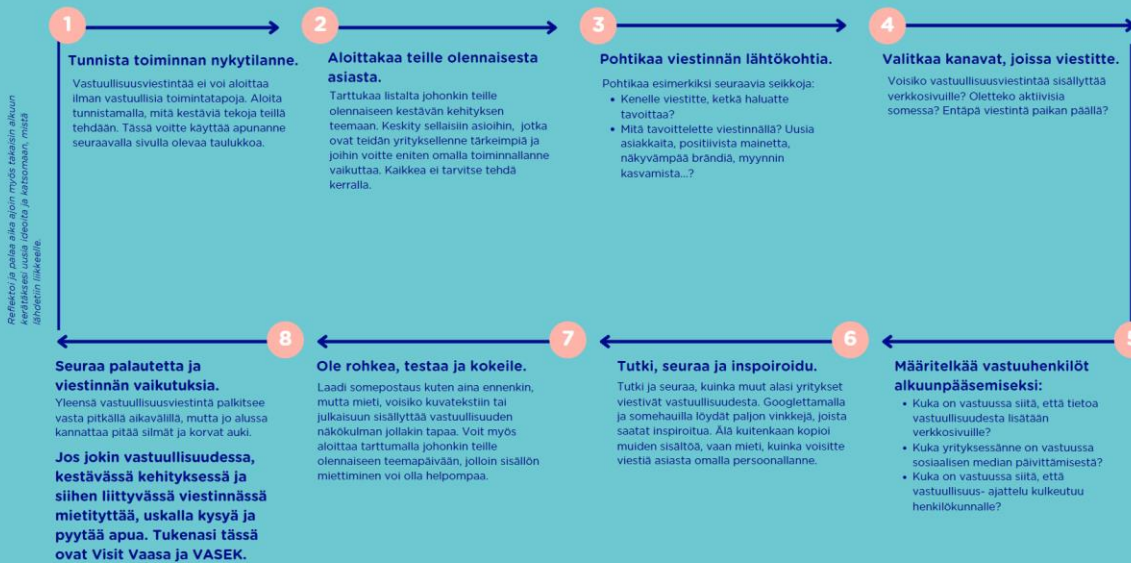 1
Tunnista toiminnan nykytilanne.
Vastuullisuusviestintää ei voi aloittaa
ilman vastuullisia toimintatapoja. Aloita
tunnistamalla, mitä kestäviä tekoja teillä
tehdään. Tässä voitte käyttää apunanne
seuraavalla sivulla olevaa taulukkoa.
2
Aloittakaa teille olennaisesta
asiasta.
Tarttukaa listalta johonkin teille
olennaiseen kestävän kehityksen
teemaan. Keskity sellaisiin asioihin, jotka
ovat teidän yrityksellenne tärkeimpiä ja
joihin voitte eniten omalla toiminnallanne
vaikuttaa. Kaikkea ei tarvitse tehdä
kerralla.
3
Pohtikaa viestinnän lähtökohtia.
Pohtikaa esimerkiksi seuraavia seikkoja:
• Kenelle viestitte, ketkä haluatte
tavoittaa?
• Mitä tavoittelette viestinnällä? Uusia
asiakkaita, positiivista mainetta,
näkyvämpää brändiä, myynnin
kasvamista...?
4
Valitkaa kanavat, joissa viestitte.
Voisiko vastuullisuusviestintää sisällyttää
verkkosivuille? Oletteko aktiivisia
somessa? Entäpä viestintä paikan päällä?
5
Määritelkää vastuuhenkilöt
alkuunpääsemiseksi:
• Kuka on vastuussa siitä, että tietoa
vastuullisuudesta lisätään
verkkosivuille?
• Kuka yrityksessänne on vastuussa
sosiaalisen median päivittämisestä?
• Kuka on vastuussa siitä, että
vastuullisuus- ajattelu kulkeutuu
henkilökunnalle?
6
Tutki, seuraa ja inspiroidu.
Tutki ja seuraa, kuinka muut alasi yritykset
viestivät vastuullisuudesta. Googlettamalla
ja somehauilla löydät paljon vinkkejä, joista
saatat inspiroitua. Älä kuitenkaan kopioi
muiden sisältöä, vaan mieti, kuinka voisitte
viestiä asiasta omalla persoonallanne.
7
Ole rohkea, testaa ja kokeile.
Laadi somepostaus kuten aina ennenkin,
mutta mieti, voisiko kuvatekstiin tai
julkaisuun sisällyttää vastuullisuuden
näkökulman jollakin tapaa. Voit myös
aloittaa tarttumalla johonkin teille
olennaiseen teemapäivään, jolloin sisällön
miettiminen voi olla helpompaa.
8
Seuraa palautetta ja
viestinnän vaikutuksia.
Yleensä vastuullisuusviestintä palkitsee
vasta pitkällä aikavälillä, mutta jo alussa
kannattaa pitää silmät ja korvat auki.
Jos jokin vastuullisuudessa,
kestävässä kehityksessä ja
siihen liittyvässä viestinnässä
mietityttää, uskalla kysyä ja
pyytää apua. Tukenasi tässä
ovat Visit Vaasa ja VASEK.
Reflektoi ja palaa aika ajoin myös takaisin alkuun
kerätäksesi uusia ideoita ja katsomaan, mistä
lähdetiin liikkeelle.